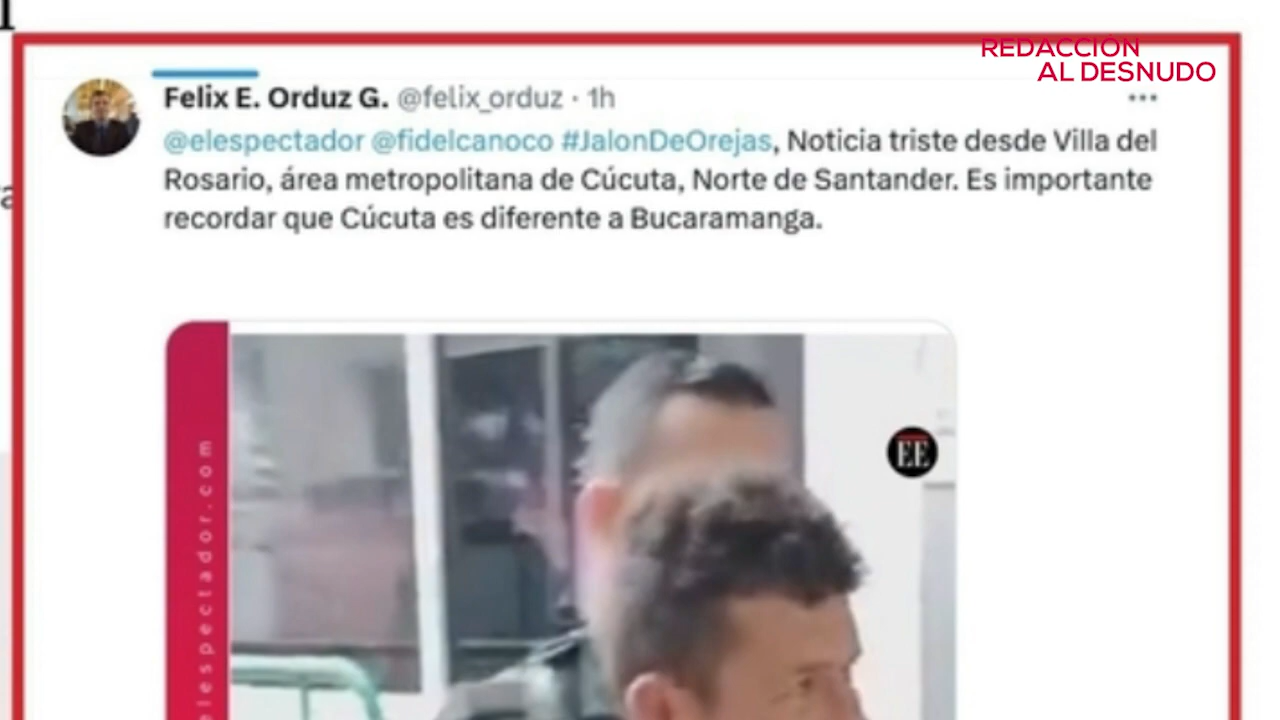 REDACCIÓN
AL DESNUDO
Felix E. Orduz G. @felix_orduz · 1h
@elespectador @fidelcanoco #JalonDeOrejas, Noticia triste desde Villa del
Rosario, área metropolitana de Cúcuta, Norte de Santander. Es importante
recordar que Cúcuta es diferente a Bucaramanga.
EE
elespectador.com